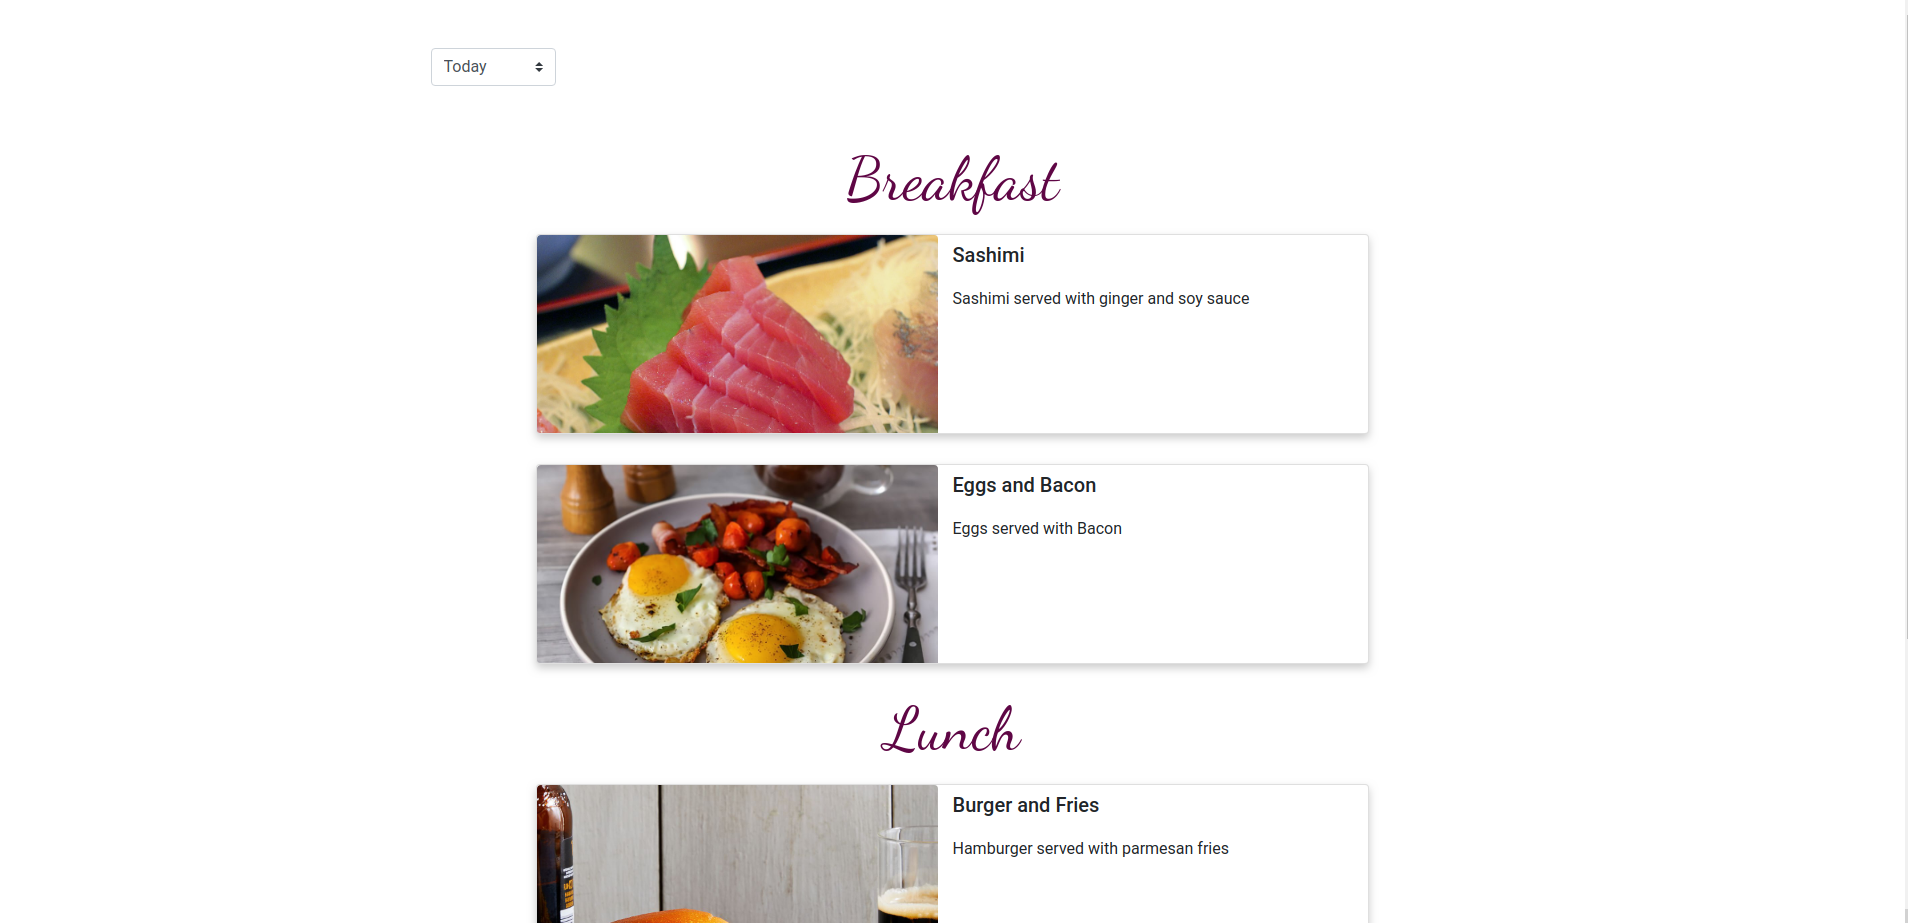 Today
Breakfast
Sashimi
Sashimi served with ginger and soy sauce
Eggs and Bacon
Eggs served with Bacon
Lunch
Burger and Fries
Hamburger served with parmesan fries